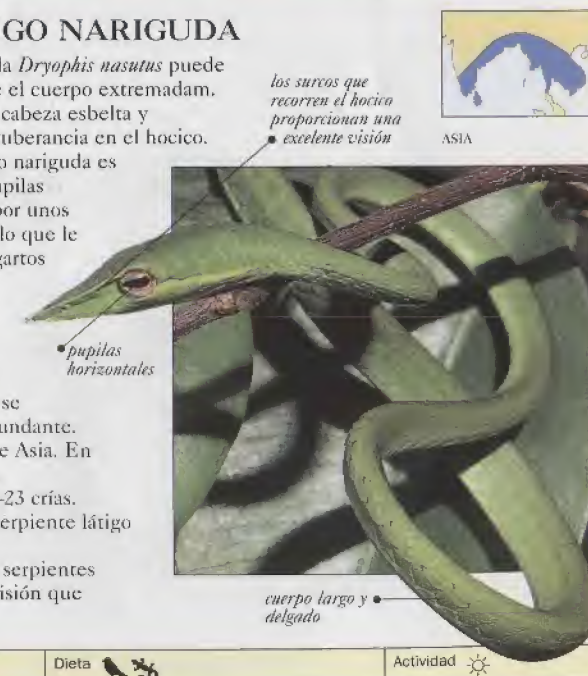 GO NARIGUDA
la Dryophis nasutus puede
e el cuerpo extremadam.
cabeza esbelta y
uberancia en el hocico.
o nariguda es
upilas
por unos
lo que le
gartos
los surcos que
recorren el hocico
proporcionan una
excelente visión
ASIA
pupilas
horizontales
se
undante.
e Asia. En
-23 crías.
erpiente látigo
serpientes
isión que
cuerpo largo y
delgado
Dieta
Actividad